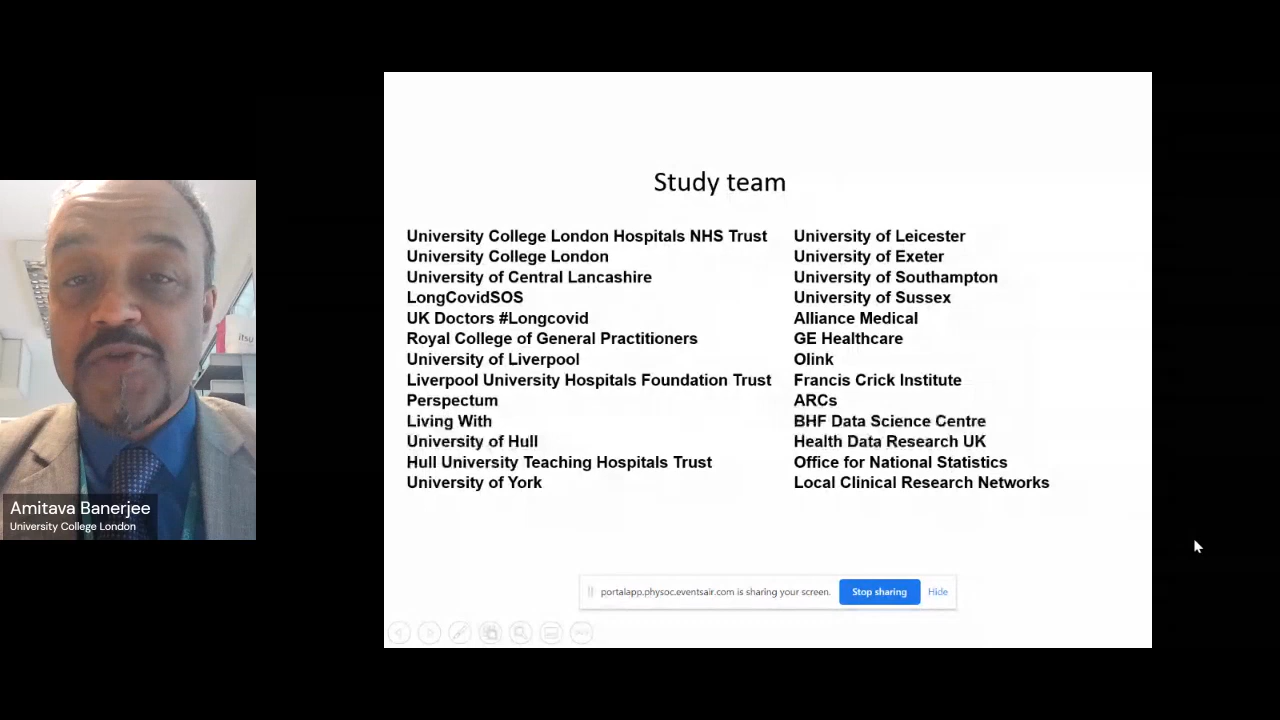 Study team
University College London Hospitals NHS Trust
University College London
University of Central Lancashire
LongCovidSOS
UK Doctors #Longcovid
Royal College of General Practitioners
University of Liverpool
Liverpool University Hospitals Foundation Trust
Perspectum
Living With
University of Hull
Hull University Teaching Hospitals Trust
University of York
University of Leicester
University of Exeter
University of Southampton
University of Sussex
Alliance Medical
GE Healthcare
Olink
Francis Crick Institute
ARCs
BHF Data Science Centre
Health Data Research UK
Office for National Statistics
Local Clinical Research Networks
itsu
Amitava Banerjee
University College London
portalapp.physoc.eventsair.com is sharing your screen.
Stop sharing
Hide